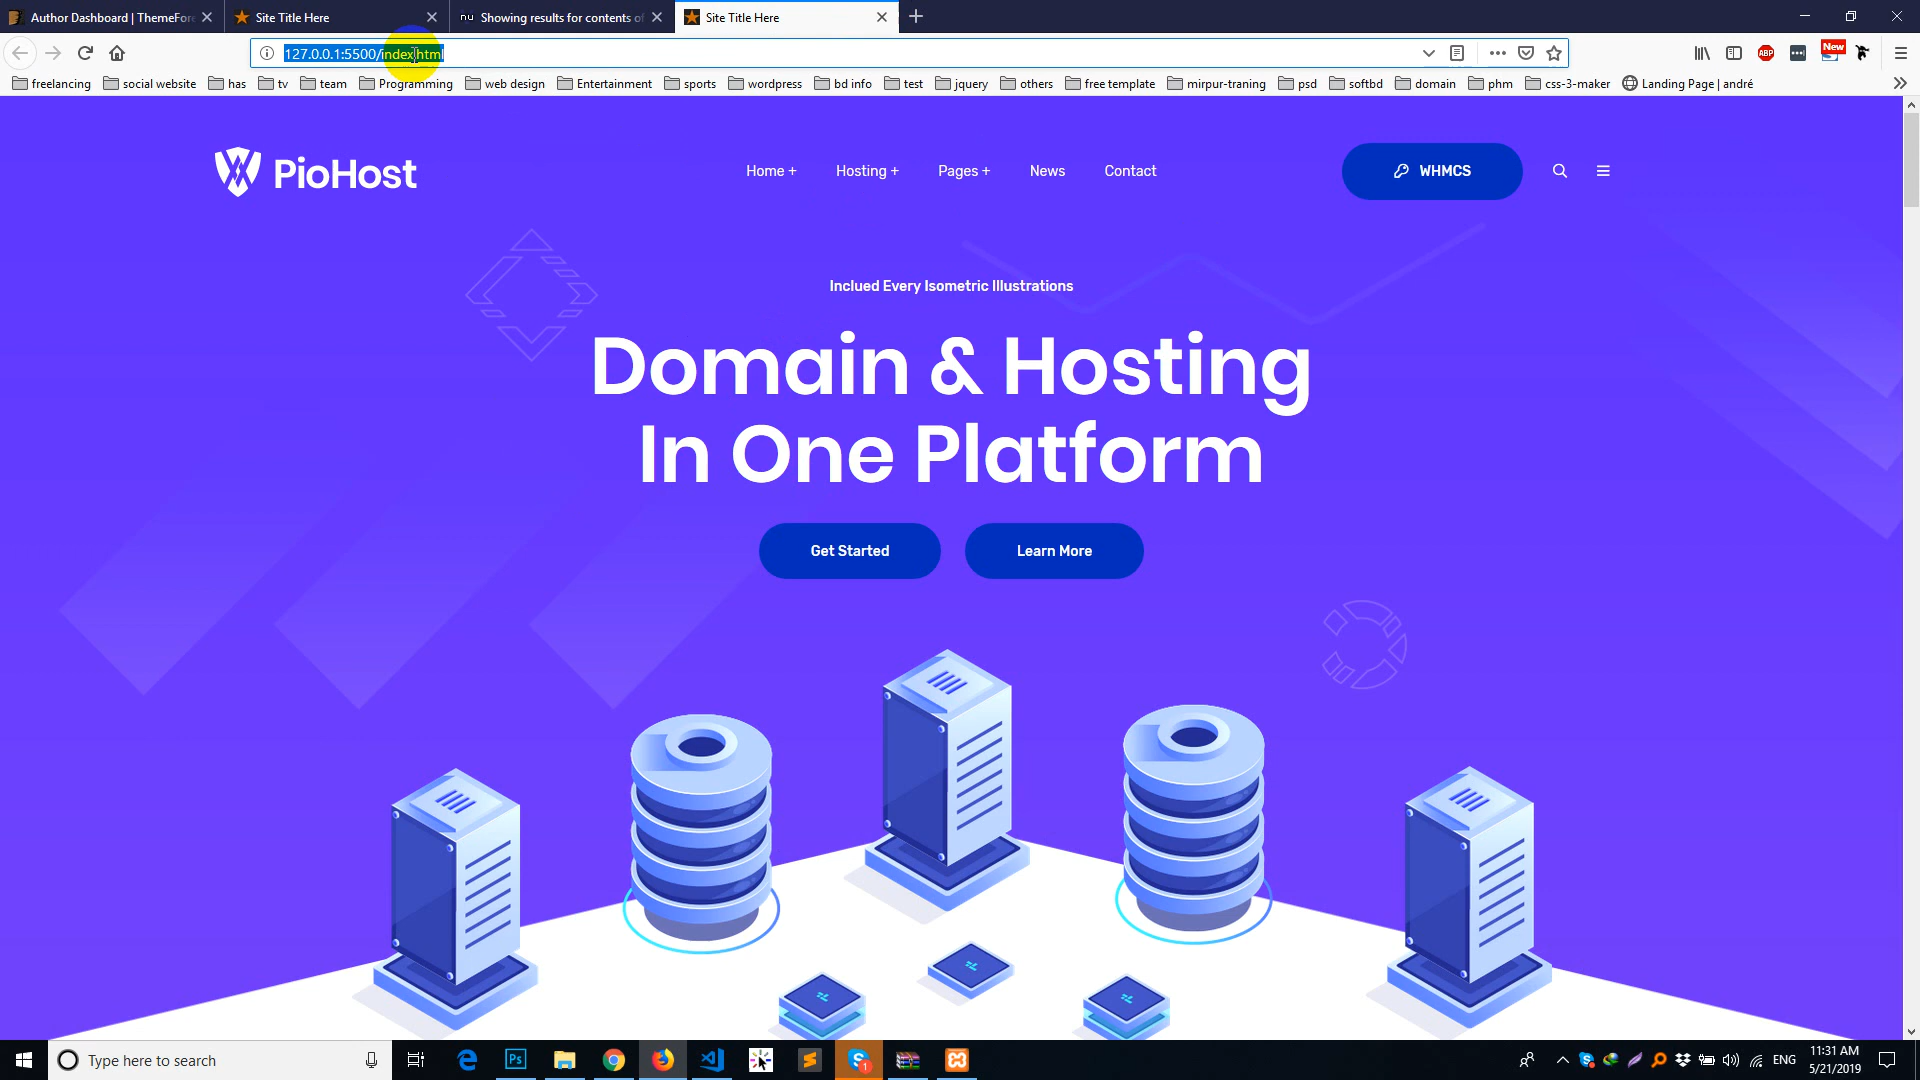 Author Dashboard | ThemeFor
Site Title Here
Showing results for contents of
Site Title Here
127.0.0.1:5500/index.html
New
ABP
freelancing
social website
has
tv
team
Programming
web design
Entertainment
sports
wordpress
bd info
test
jquery
others
free template
mirpur-traning
psd
softbd
domain
phm
css-3-maker
Landing Page | andré
PioHost
Home +
Hosting +
Pages +
News
Contact
WHMCS
Inclued Every Isometric Illustrations
Domain & Hosting
In One Platform
Get Started
Learn More
Type here to search
Ps
1
ENG
11:31 AM
5/21/2019